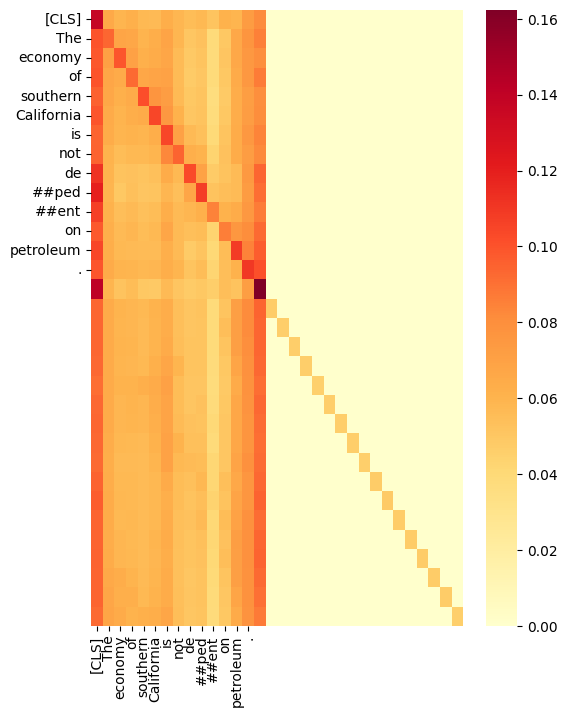 [CLS]
The
economy
of
southern
California
is
not
de
##ped
##ent
on
petroleum
.
[CLS]
The
economy
of
southern
California
is
not
de
##ped
##ent
on
petroleum
.
0.16
0.14
0.12
0.10
0.08
0.06
0.04
0.02
0.00